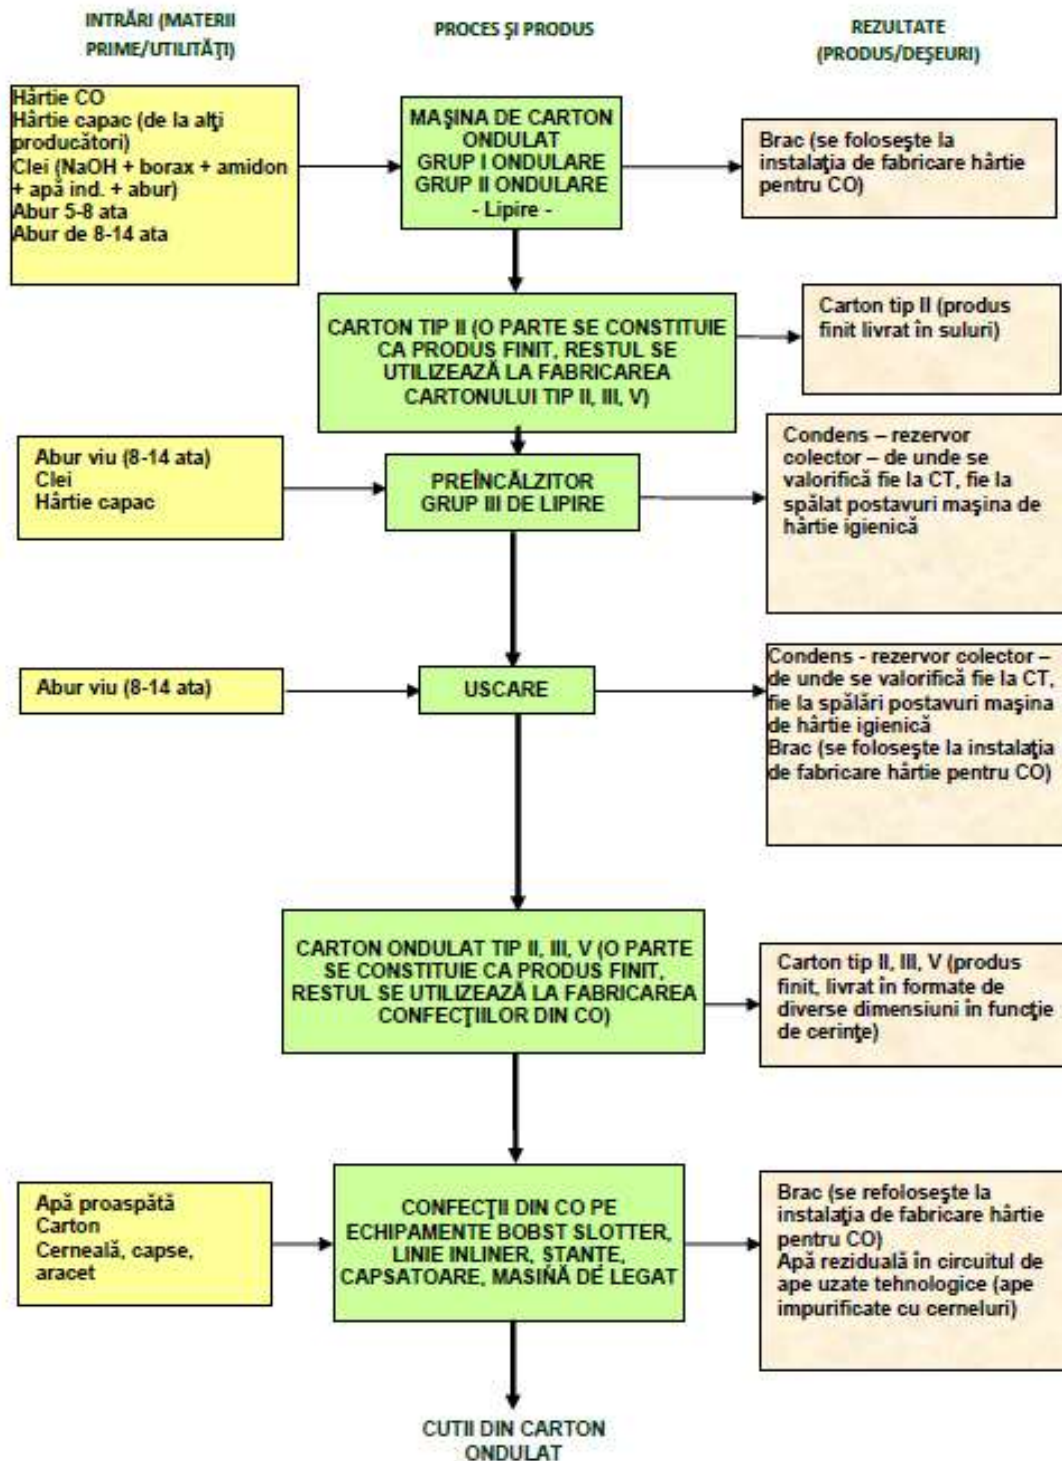 INTRĂRI (MATERII
PRIME/UTILITĂŢI)
PROCES ŞI PRODUS
REZULTATE
(PRODUS/DEŞEURI)
Hârtie CO
Hârtie capac (de la alţi
producători)
Clei (NaOH + borax + amidon
+ apă ind. + abur)
Abur 5-8 ata
Abur de 8-14 ata
MAŞINA DE CARTON
ONDULAT
GRUP I ONDULARE
GRUP II ONDULARE
- Lipire -
Brac (se foloseşte la
instalaţia de fabricare hârtie
pentru CO)
CARTON TIP II (O PARTE SE CONSTITUIE
CA PRODUS FINIT, RESTUL SE
UTILIZEAZĂ LA FABRICAREA
CARTONULUI TIP II, III, V)
Carton tip II (produs
finit livrat în suluri)
Abur viu (8-14 ata)
Clei
Hârtie capac
PREÎNCĂLZITOR
GRUP III DE LIPIRE
Condens – rezervor
colector – de unde se
valorifică fie la CT, fie la
spălat postavuri maşina de
hârtie igienică
Abur viu (8-14 ata)
USCARE
Condens - rezervor colector –
de unde se valorifică fie la CT,
fie la spălări postavuri maşina
de hârtie igienică
Brac (se foloseşte la instalaţia
de fabricare hârtie pentru CO)
CARTON ONDULAT TIP II, III, V (O PARTE
SE CONSTITUIE CA PRODUS FINIT,
RESTUL SE UTILIZEAZĂ LA FABRICAREA
CONFECŢIILOR DIN CO)
Carton tip II, III, V (produs
finit, livrat în formate de
diverse dimensiuni în funcţie
de cerinţe)
Apă proaspătă
Carton
Cerneală, capse,
aracet
CONFECŢII DIN CO PE
ECHIPAMENTE BOBST SLOTTER,
LINIE INLINER, ŞTANŢE,
CAPSATOARE, MAŞINĂ DE LEGAT
Brac (se refoloseşte la
instalaţia de fabricare hârtie
pentru CO)
Apă reziduală în circuitul de
ape uzate tehnologice (ape
impurificate cu cerneluri)
CUTII DIN CARTON
ONDULAT